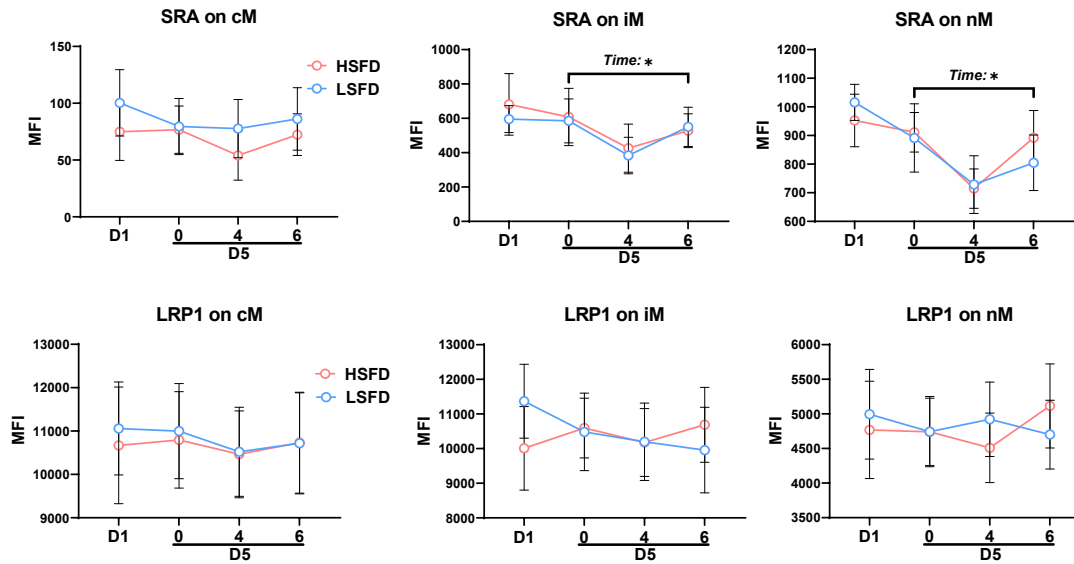 SRA on cM
SRA on iM
SRA on nM
150
100
50
0
MFI
HSFD
LSFD
D1 0 4 6
D5
1000
800
600
400
200
0
MFI
Time: *
D1 0 4 6
D5
1200
1100
1000
900
800
700
600
MFI
Time: *
D1 0 4 6
D5
LRP1 on cM
LRP1 on iM
LRP1 on nM
13000
12000
11000
10000
9000
MFI
HSFD
LSFD
D1 0 4 6
D5
13000
12000
11000
10000
9000
8000
MFI
D1 0 4 6
D5
6000
5500
5000
4500
4000
3500
MFI
D1 0 4 6
D5